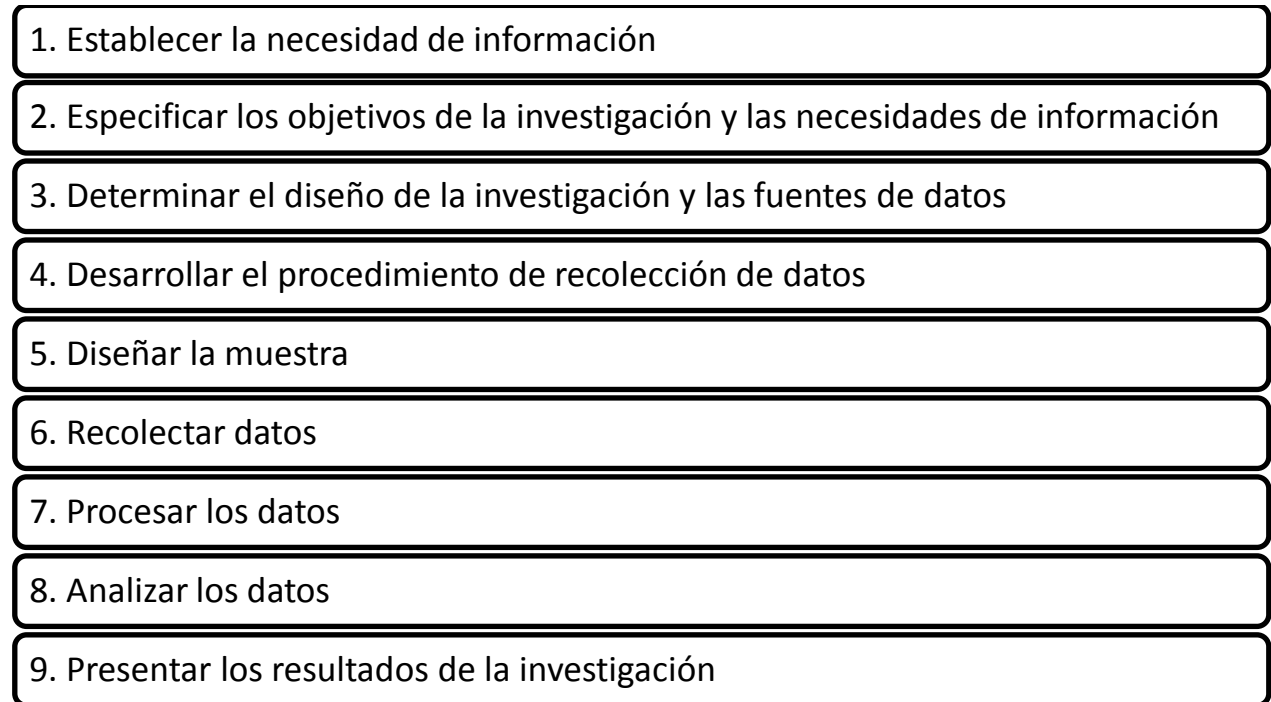 1. Establecer la necesidad de información
2. Especificar los objetivos de la investigación y las necesidades de información
3. Determinar el diseño de la investigación y las fuentes de datos
4. Desarrollar el procedimiento de recolección de datos
5. Diseñar la muestra
6. Recolectar datos
7. Procesar los datos
8. Analizar los datos
9. Presentar los resultados de la investigación